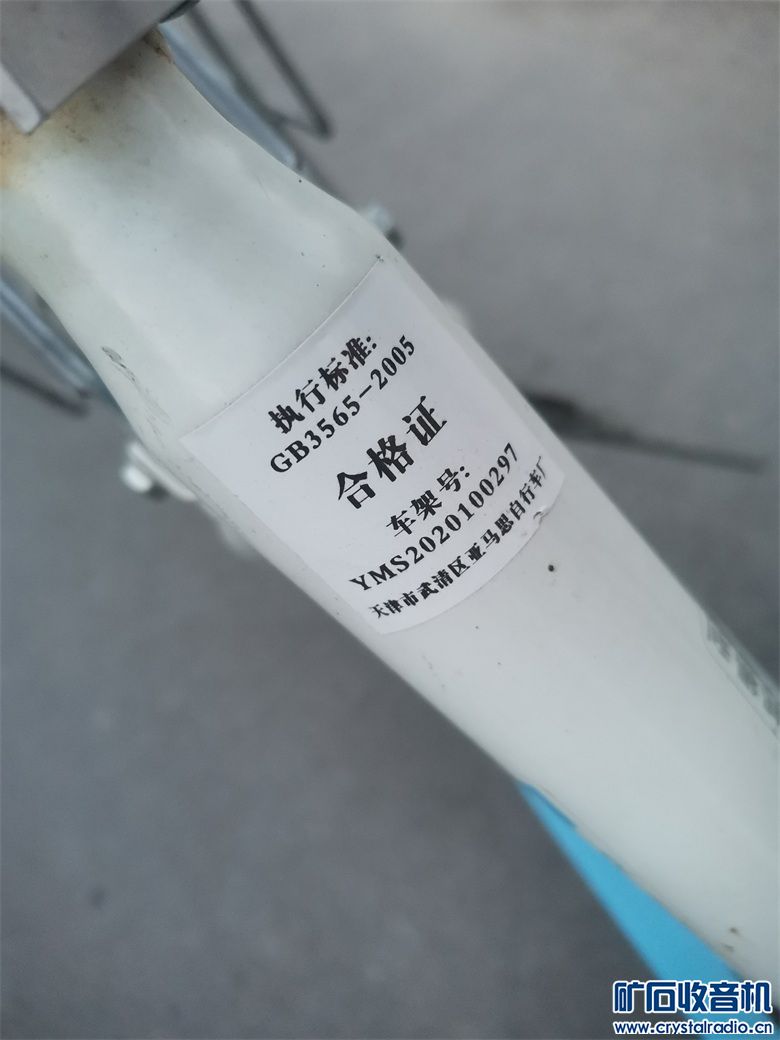 执行标准:
GB3565-2005
合格证
车架号:
YMS2020100297
天津市武清区亚马思自行车厂
矿石收音机
www.crystalradio.cn